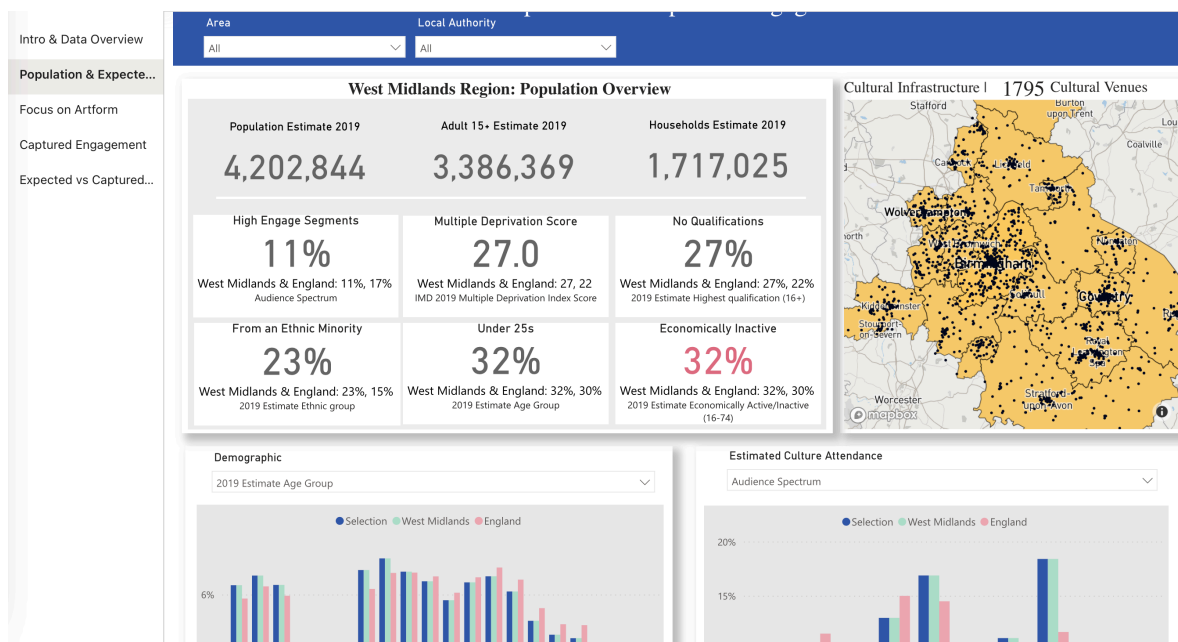 Area
Local Authority
All
All
Intro & Data Overview
Population & Expecte...
Focus on Artform
Captured Engagement
Expected vs Captured...
West Midlands Region: Population Overview
Population Estimate 2019
Adult 15+ Estimate 2019
Households Estimate 2019
4,202,844
3,386,369
1,717,025
High Engage Segments
Multiple Deprivation Score
No Qualifications
11%
27.0
27%
West Midlands & England: 11%, 17%
West Midlands & England: 27, 22
West Midlands & England: 27%, 22%
Audience Spectrum
IMD 2019 Multiple Deprivation Index Score
2019 Estimate Highest qualification (16+)
From an Ethnic Minority
Under 25s
Economically Inactive
23%
32%
32%
West Midlands & England: 23%, 15%
West Midlands & England: 32%, 30%
West Midlands & England: 32%, 30%
2019 Estimate Ethnic group
2019 Estimate Age Group
2019 Estimate Economically Active/Inactive
(16-74)
Cultural Infrastructure | 1795 Cultural Venues
Stafford
Burton
upon Trent
Lou
Coalville
Cannock
Lichfield
Tamworth
Wolverhampton
orth
West Bromwich
Nuneaton
Birmingham
Solihull
Coventry
Kidderminster
Stourport-
on-Severn
Royal
Leamington
Spa
Worcester
Stratford-
upon-Avon
mapbox
Demographic
2019 Estimate Age Group
Selection West Midlands England
6%
Estimated Culture Attendance
Audience Spectrum
Selection West Midlands England
20%
15%